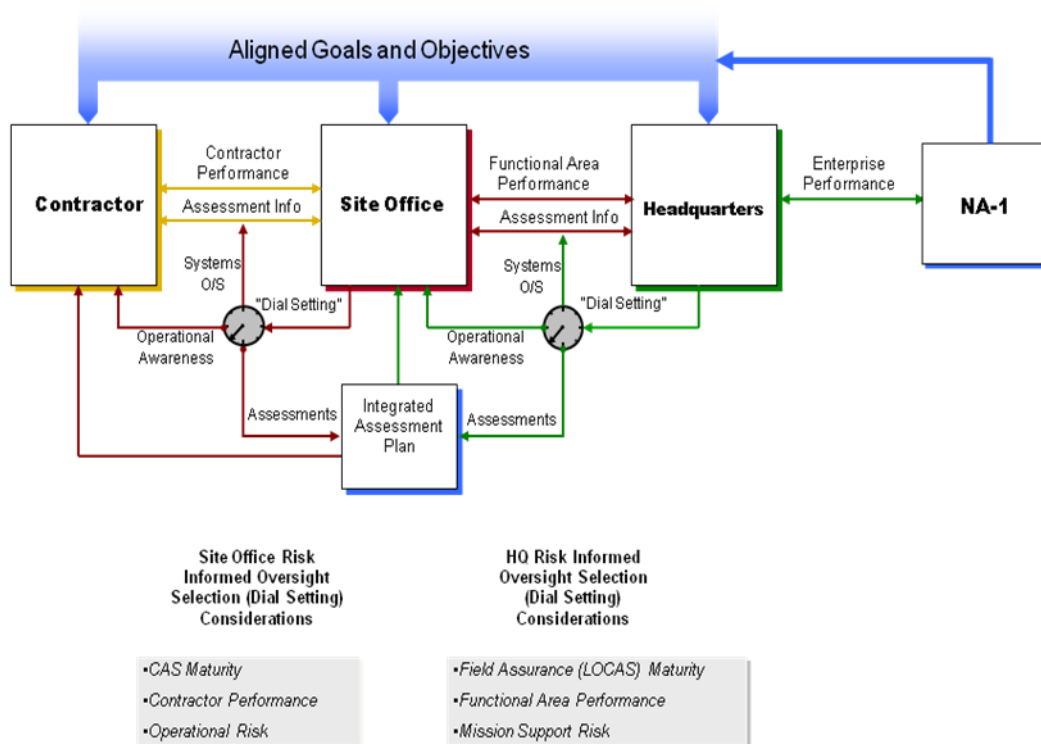 Aligned Goals and Objectives
Contractor
Performance
Contractor
Assessment Info
Site Office
Functional Area
Performance
Assessment Info
Headquarters
Enterprise
Performance
NA-1
Systems
O/S
"Dial Setting"
Operational
Awareness
Systems
O/S
"Dial Setting"
Operational
Awareness
Assessments
Integrated
Assessment
Plan
Assessments
Site Office Risk
Informed Oversight
Selection (Dial Setting)
Considerations
•CAS Maturity
•Contractor Performance
•Operational Risk
HQ Risk Informed
Oversight Selection
(Dial Setting)
Considerations
•Field Assurance (LOCAS) Maturity
•Functional Area Performance
•Mission Support Risk